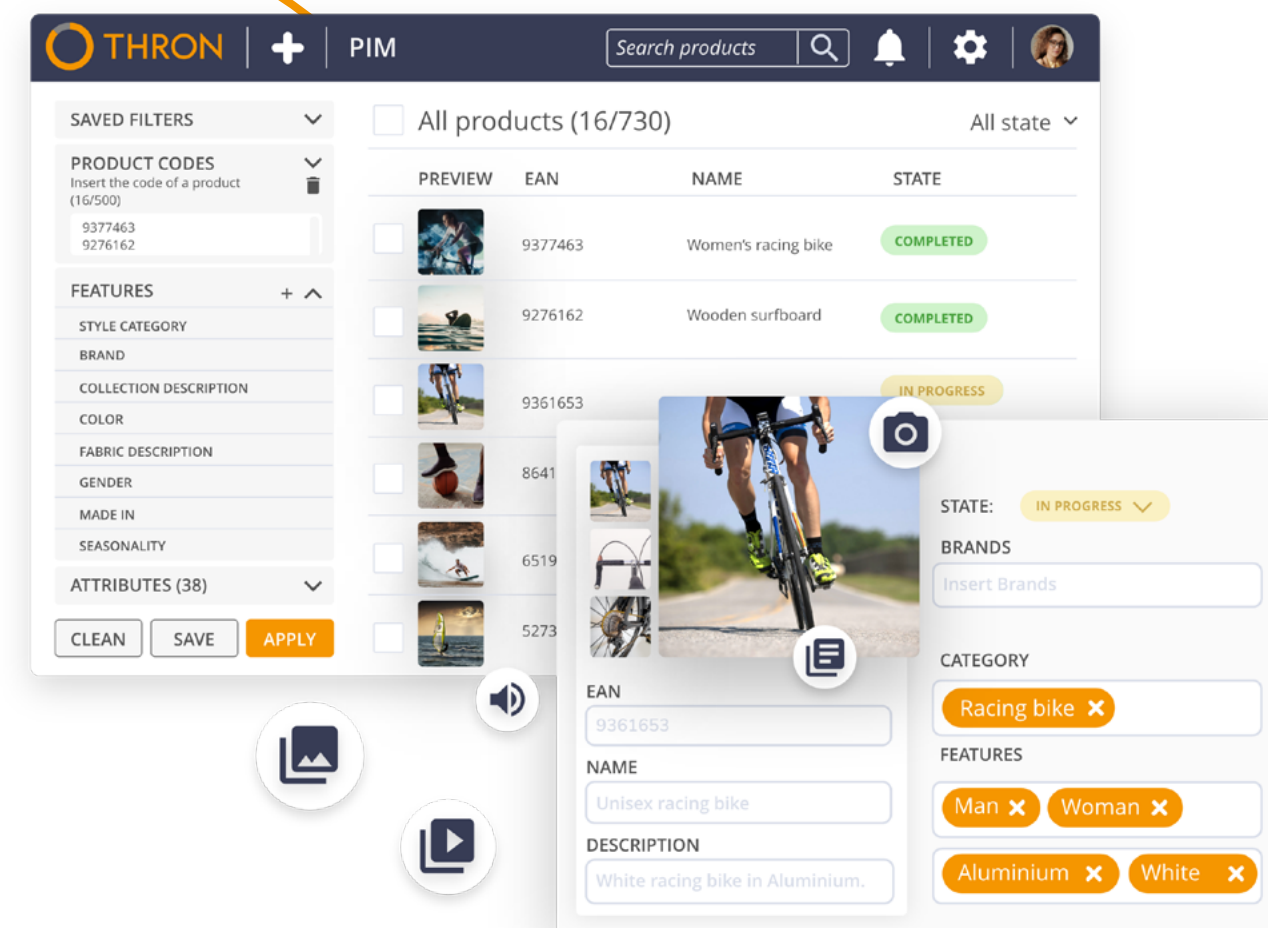 THRON
PIM
Search products
SAVED FILTERS
PRODUCT CODES
Insert the code of a product
(16/500)
9377463
9276162
FEATURES +
STYLE CATEGORY
BRAND
COLLECTION DESCRIPTION
COLOR
FABRIC DESCRIPTION
GENDER
MADE IN
SEASONALITY
ATTRIBUTES (38)
CLEAN SAVE APPLY
All products (16/730) All state
PREVIEW EAN NAME STATE
9377463 Women's racing bike COMPLETED
9276162 Wooden surfboard COMPLETED
9361653 IN PROGRESS
8641
6519
5273
EAN
9361653
NAME
Unisex racing bike
DESCRIPTION
White racing bike in Aluminium.
STATE: IN PROGRESS
BRANDS
Insert Brands
CATEGORY
Racing bike
FEATURES
Man Woman
Aluminium White